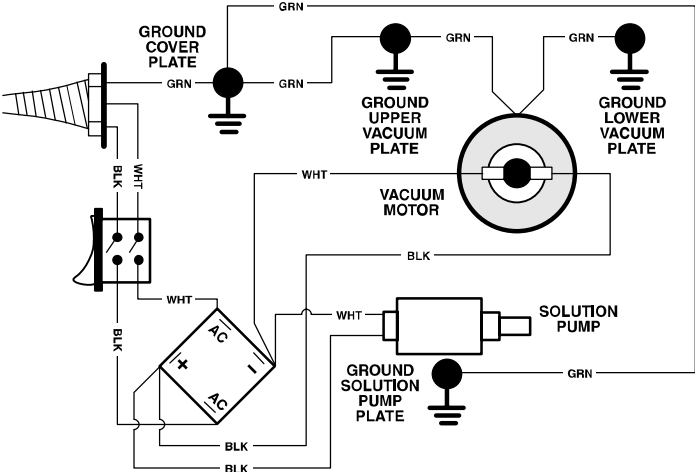 GRN
GROUND
COVER
PLATE
GRN
GRN
GRN
GRN
GROUND
UPPER
VACUUM
PLATE
GROUND
LOWER
VACUUM
PLATE
BLK
WHT
WHT
VACUUM
MOTOR
BLK
WHT
WHT
SOLUTION
PUMP
BLK
AC
+
-
AC
GROUND
SOLUTION
PUMP
PLATE
GRN
BLK
BLK